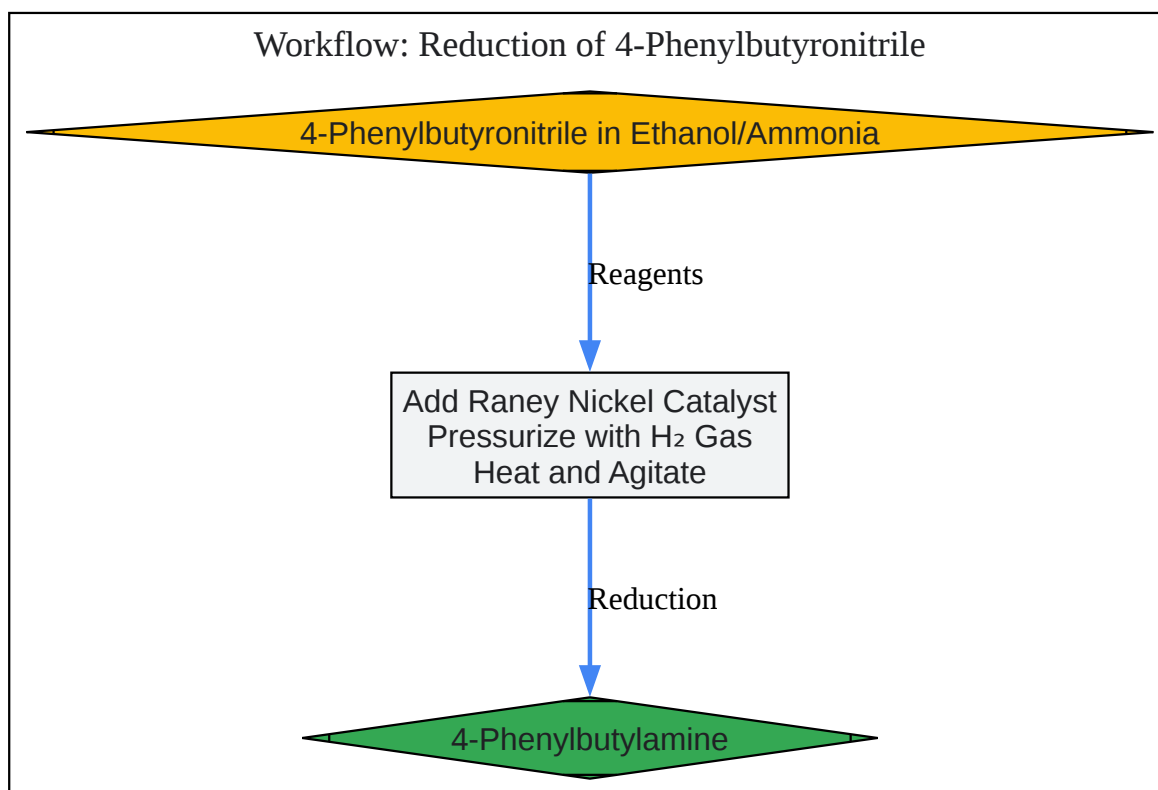 Workflow: Reduction of 4-Phenylbutyronitrile
4-Phenylbutyronitrile in Ethanol/Ammonia
Reagents
Add Raney Nickel Catalyst
Pressurize with H₂ Gas
Heat and Agitate
Reduction
4-Phenylbutylamine